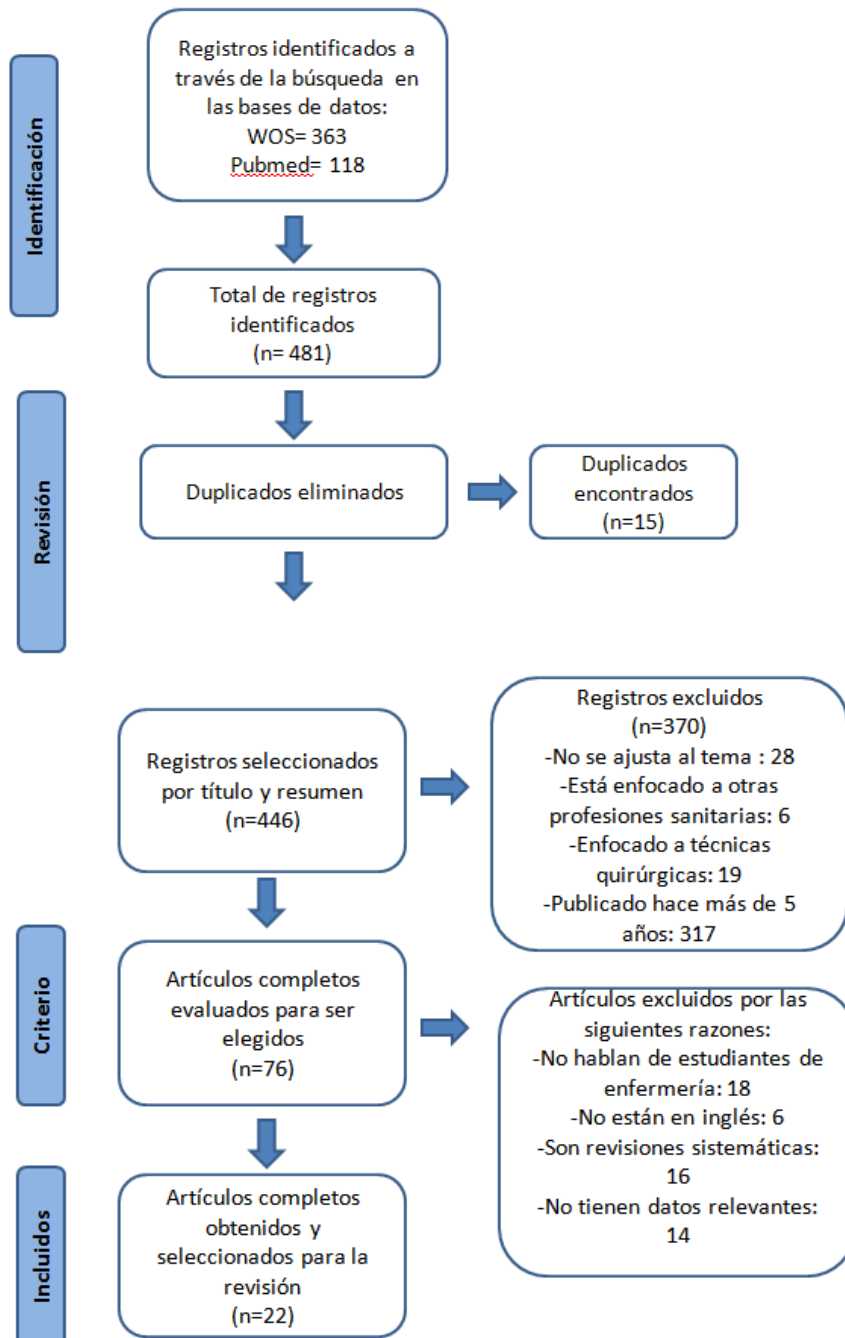 Identificación
Registros identificados a
través de la búsqueda en
las bases de datos:
WOS= 363
Pubmed= 118
Total de registros
identificados
(n= 481)
Revisión
Duplicados eliminados
Duplicados
encontrados
(n=15)
Registros seleccionados
por título y resumen
(n=446)
Registros excluidos
(n=370)
-No se ajusta al tema : 28
-Está enfocado a otras
profesiones sanitarias: 6
-Enfocado a técnicas
quirúrgicas: 19
-Publicado hace más de 5
años: 317
Criterio
Artículos completos
evaluados para ser
elegidos
(n=76)
Artículos excluidos por las
siguientes razones:
-No hablan de estudiantes de
enfermería: 18
-No están en inglés: 6
-Son revisiones sistemáticas:
16
-No tienen datos relevantes:
14
Incluidos
Artículos completos
obtenidos y
seleccionados para la
revisión
(n=22)